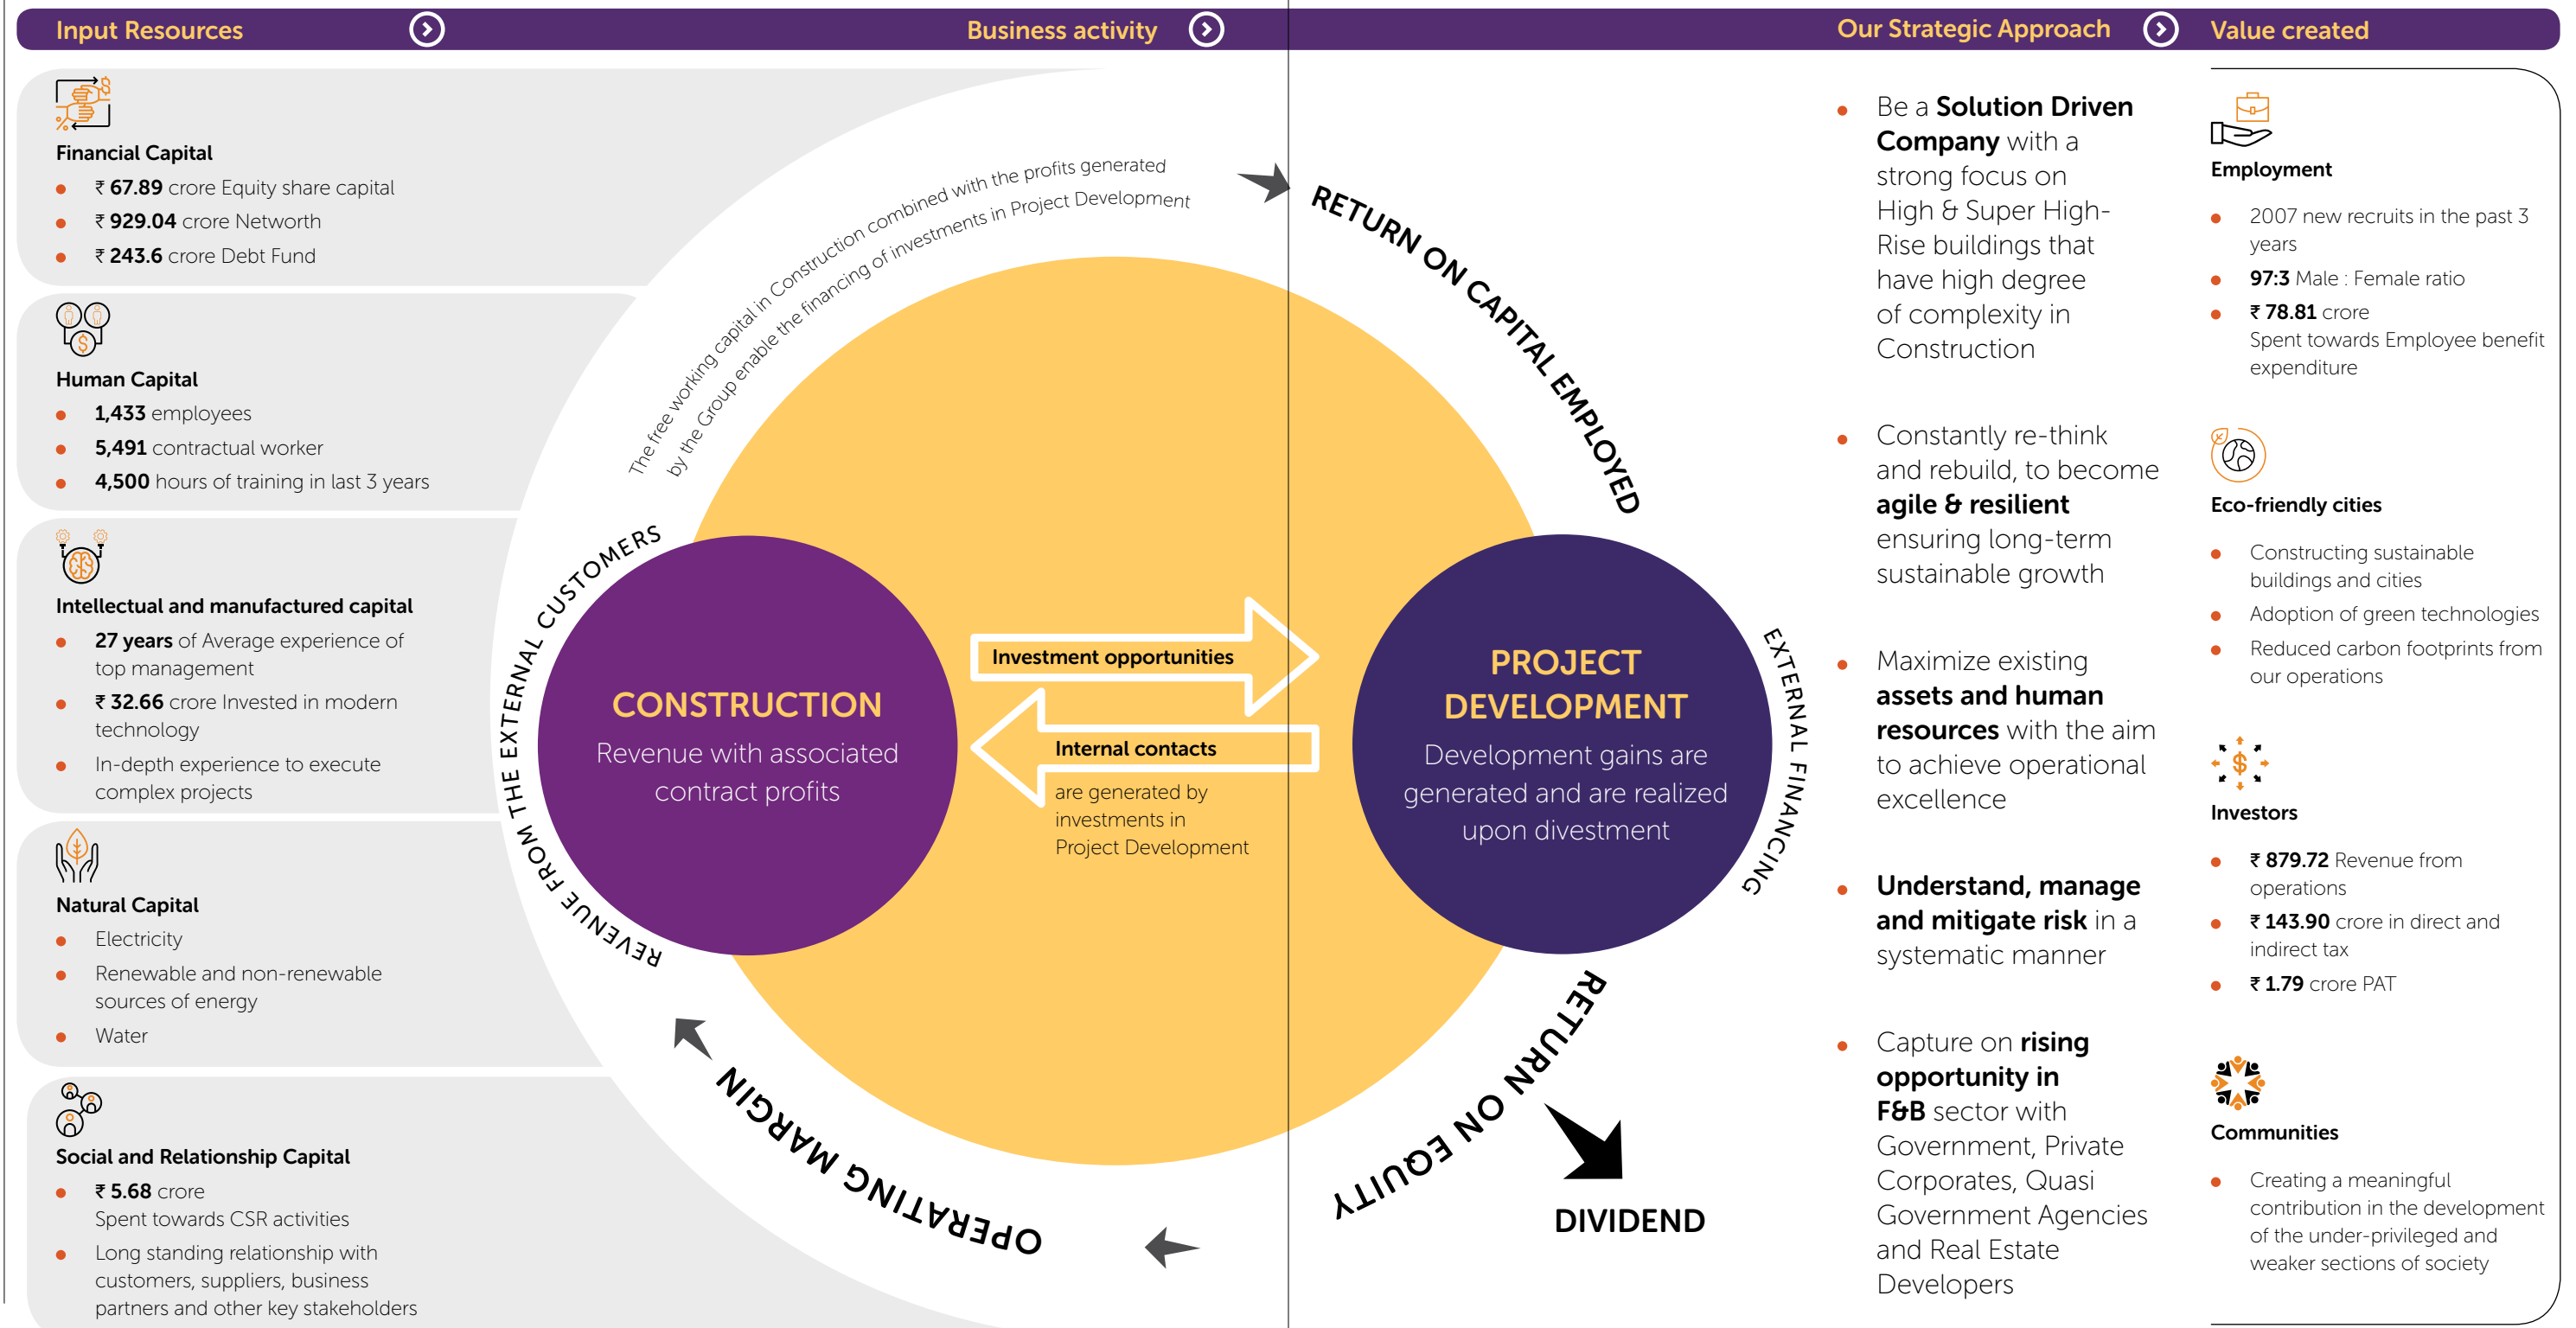 Input Resources
Business activity
Our Strategic Approach
Value created
Financial Capital
₹ 67.89 crore Equity share capital
₹ 929.04 crore Networth
₹ 243.6 crore Debt Fund
Human Capital
1,433 employees
5,491 contractual worker
4,500 hours of training in last 3 years
Intellectual and manufactured capital
27 years of Average experience of
top management
₹ 32.66 crore Invested in modern
technology
In-depth experience to execute
complex projects
Natural Capital
Electricity
Renewable and non-renewable
sources of energy
Water
Social and Relationship Capital
₹ 5.68 crore
Spent towards CSR activities
Long standing relationship with
customers, suppliers, business
partners and other key stakeholders
The free working capital in Construction combined with the profits generated
by the Group enable the financing of investments in Project Development
RETURN ON CAPITAL EMPLOYED
REVENUE FROM THE EXTERNAL CUSTOMERS
CONSTRUCTION
Revenue with associated
contract profits
Investment opportunities
Internal contacts
are generated by
investments in
Project Development
PROJECT
DEVELOPMENT
Development gains are
generated and are realized
upon divestment
EXTERNAL FINANCING
RETURN ON EQUITY
DIVIDEND
OPERATING MARGIN
Be a Solution Driven
Company with a
strong focus on
High & Super High-
Rise buildings that
have high degree
of complexity in
Construction
Constantly re-think
and rebuild, to become
agile & resilient
ensuring long-term
sustainable growth
Maximize existing
assets and human
resources with the aim
to achieve operational
excellence
Understand, manage
and mitigate risk in a
systematic manner
Capture on rising
opportunity in
F&B sector with
Government, Private
Corporates, Quasi
Government Agencies
and Real Estate
Developers
Employment
2007 new recruits in the past 3
years
97:3 Male : Female ratio
₹ 78.81 crore
Spent towards Employee benefit
expenditure
Eco-friendly cities
Constructing sustainable
buildings and cities
Adoption of green technologies
Reduced carbon footprints from
our operations
Investors
₹ 879.72 Revenue from
operations
₹ 143.90 crore in direct and
indirect tax
₹ 1.79 crore PAT
Communities
Creating a meaningful
contribution in the development
of the under-privileged and
weaker sections of society